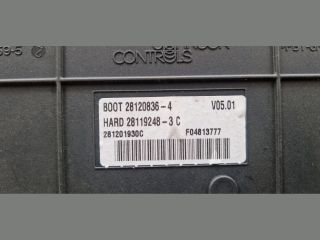 CONTROLS
BOOT 28120836-4 V05.01
HARD 28119248-3 C
281201930C F04813777